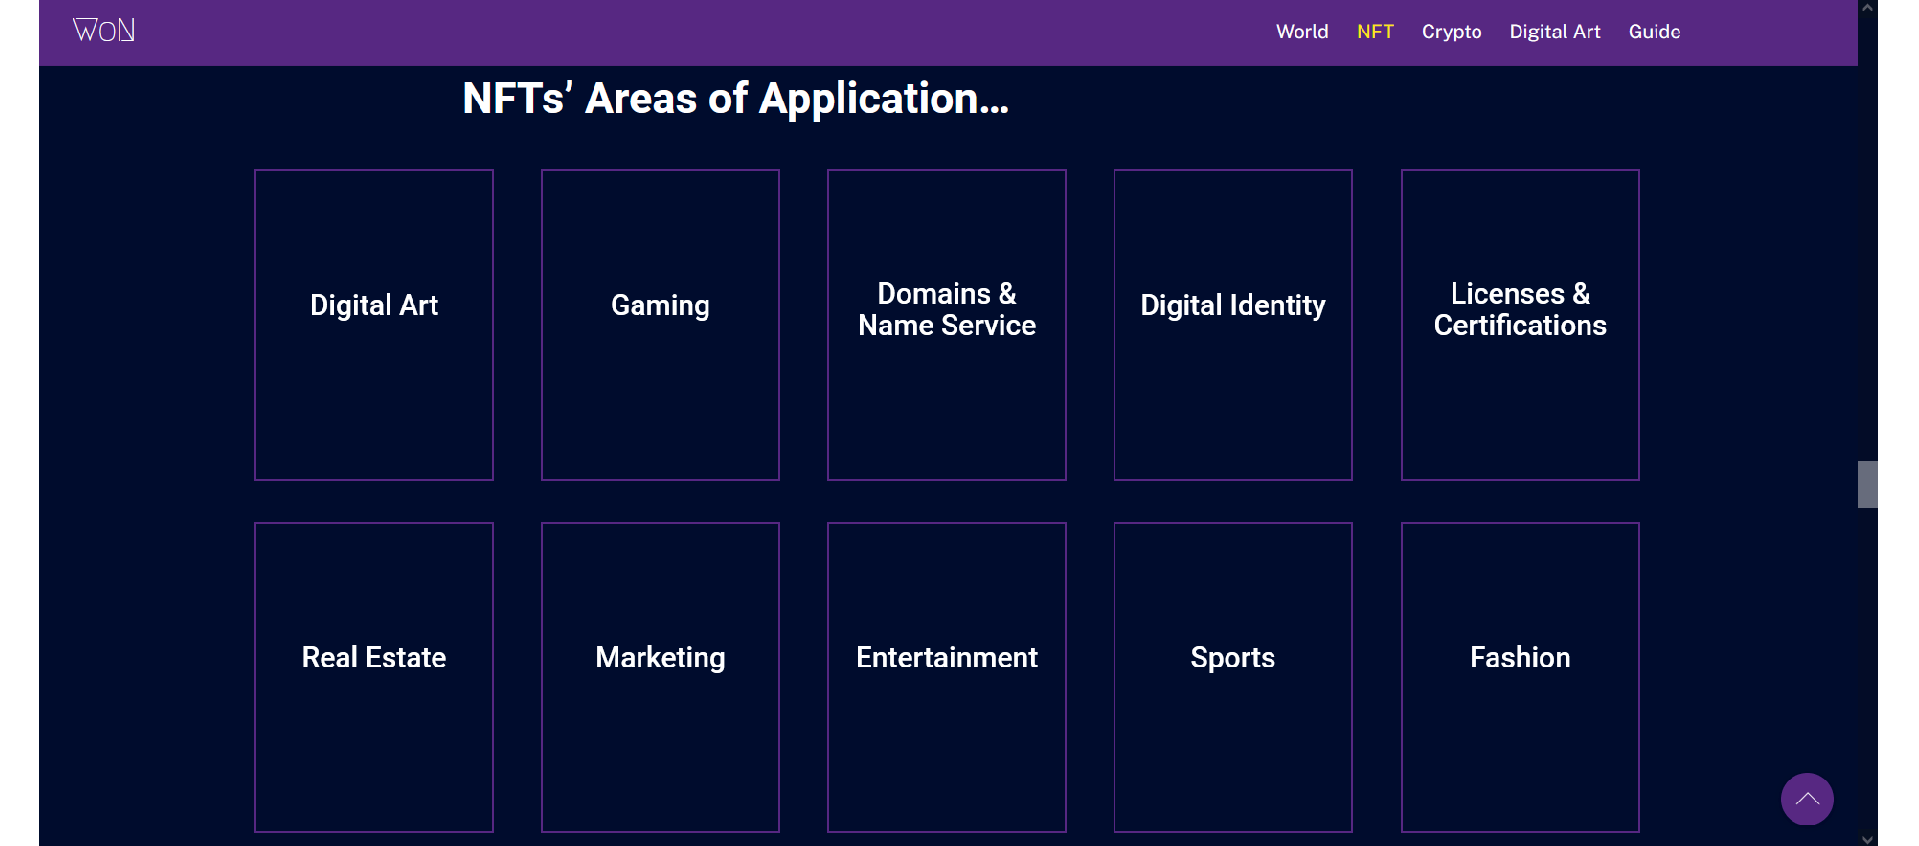 WoN
World NFT Crypto Digital Art Guide
NFTs’ Areas of Application...
Digital Art
Gaming
Domains &
Name Service
Digital Identity
Licenses &
Certifications
Real Estate
Marketing
Entertainment
Sports
Fashion